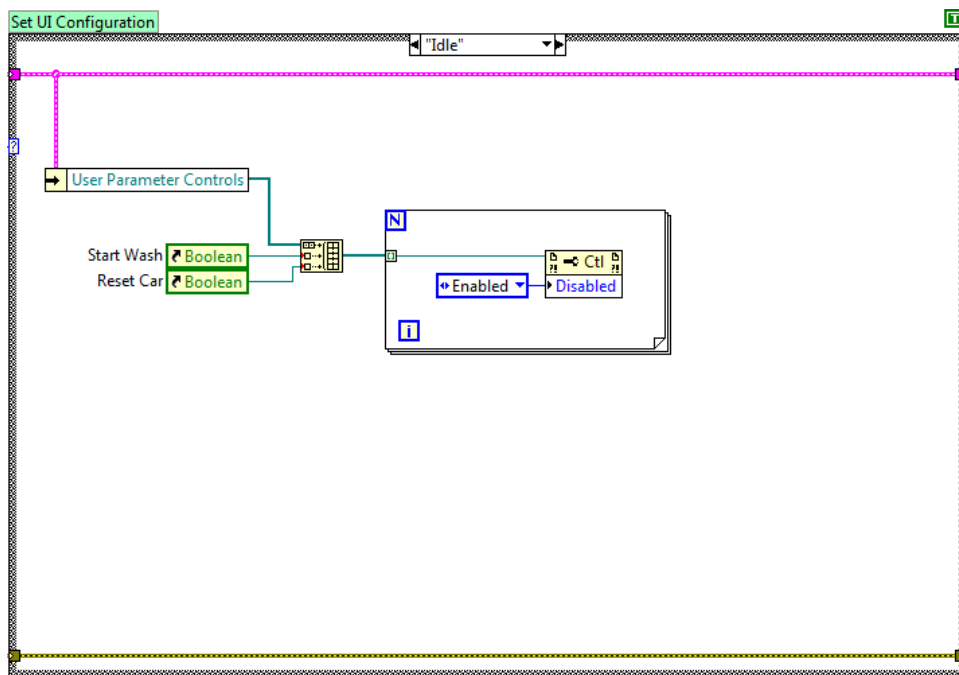 Set UI Configuration
T
"Idle"
?
User Parameter Controls
N
Start Wash
Boolean
Ctl
Reset Car
Boolean
Enabled
Disabled
i